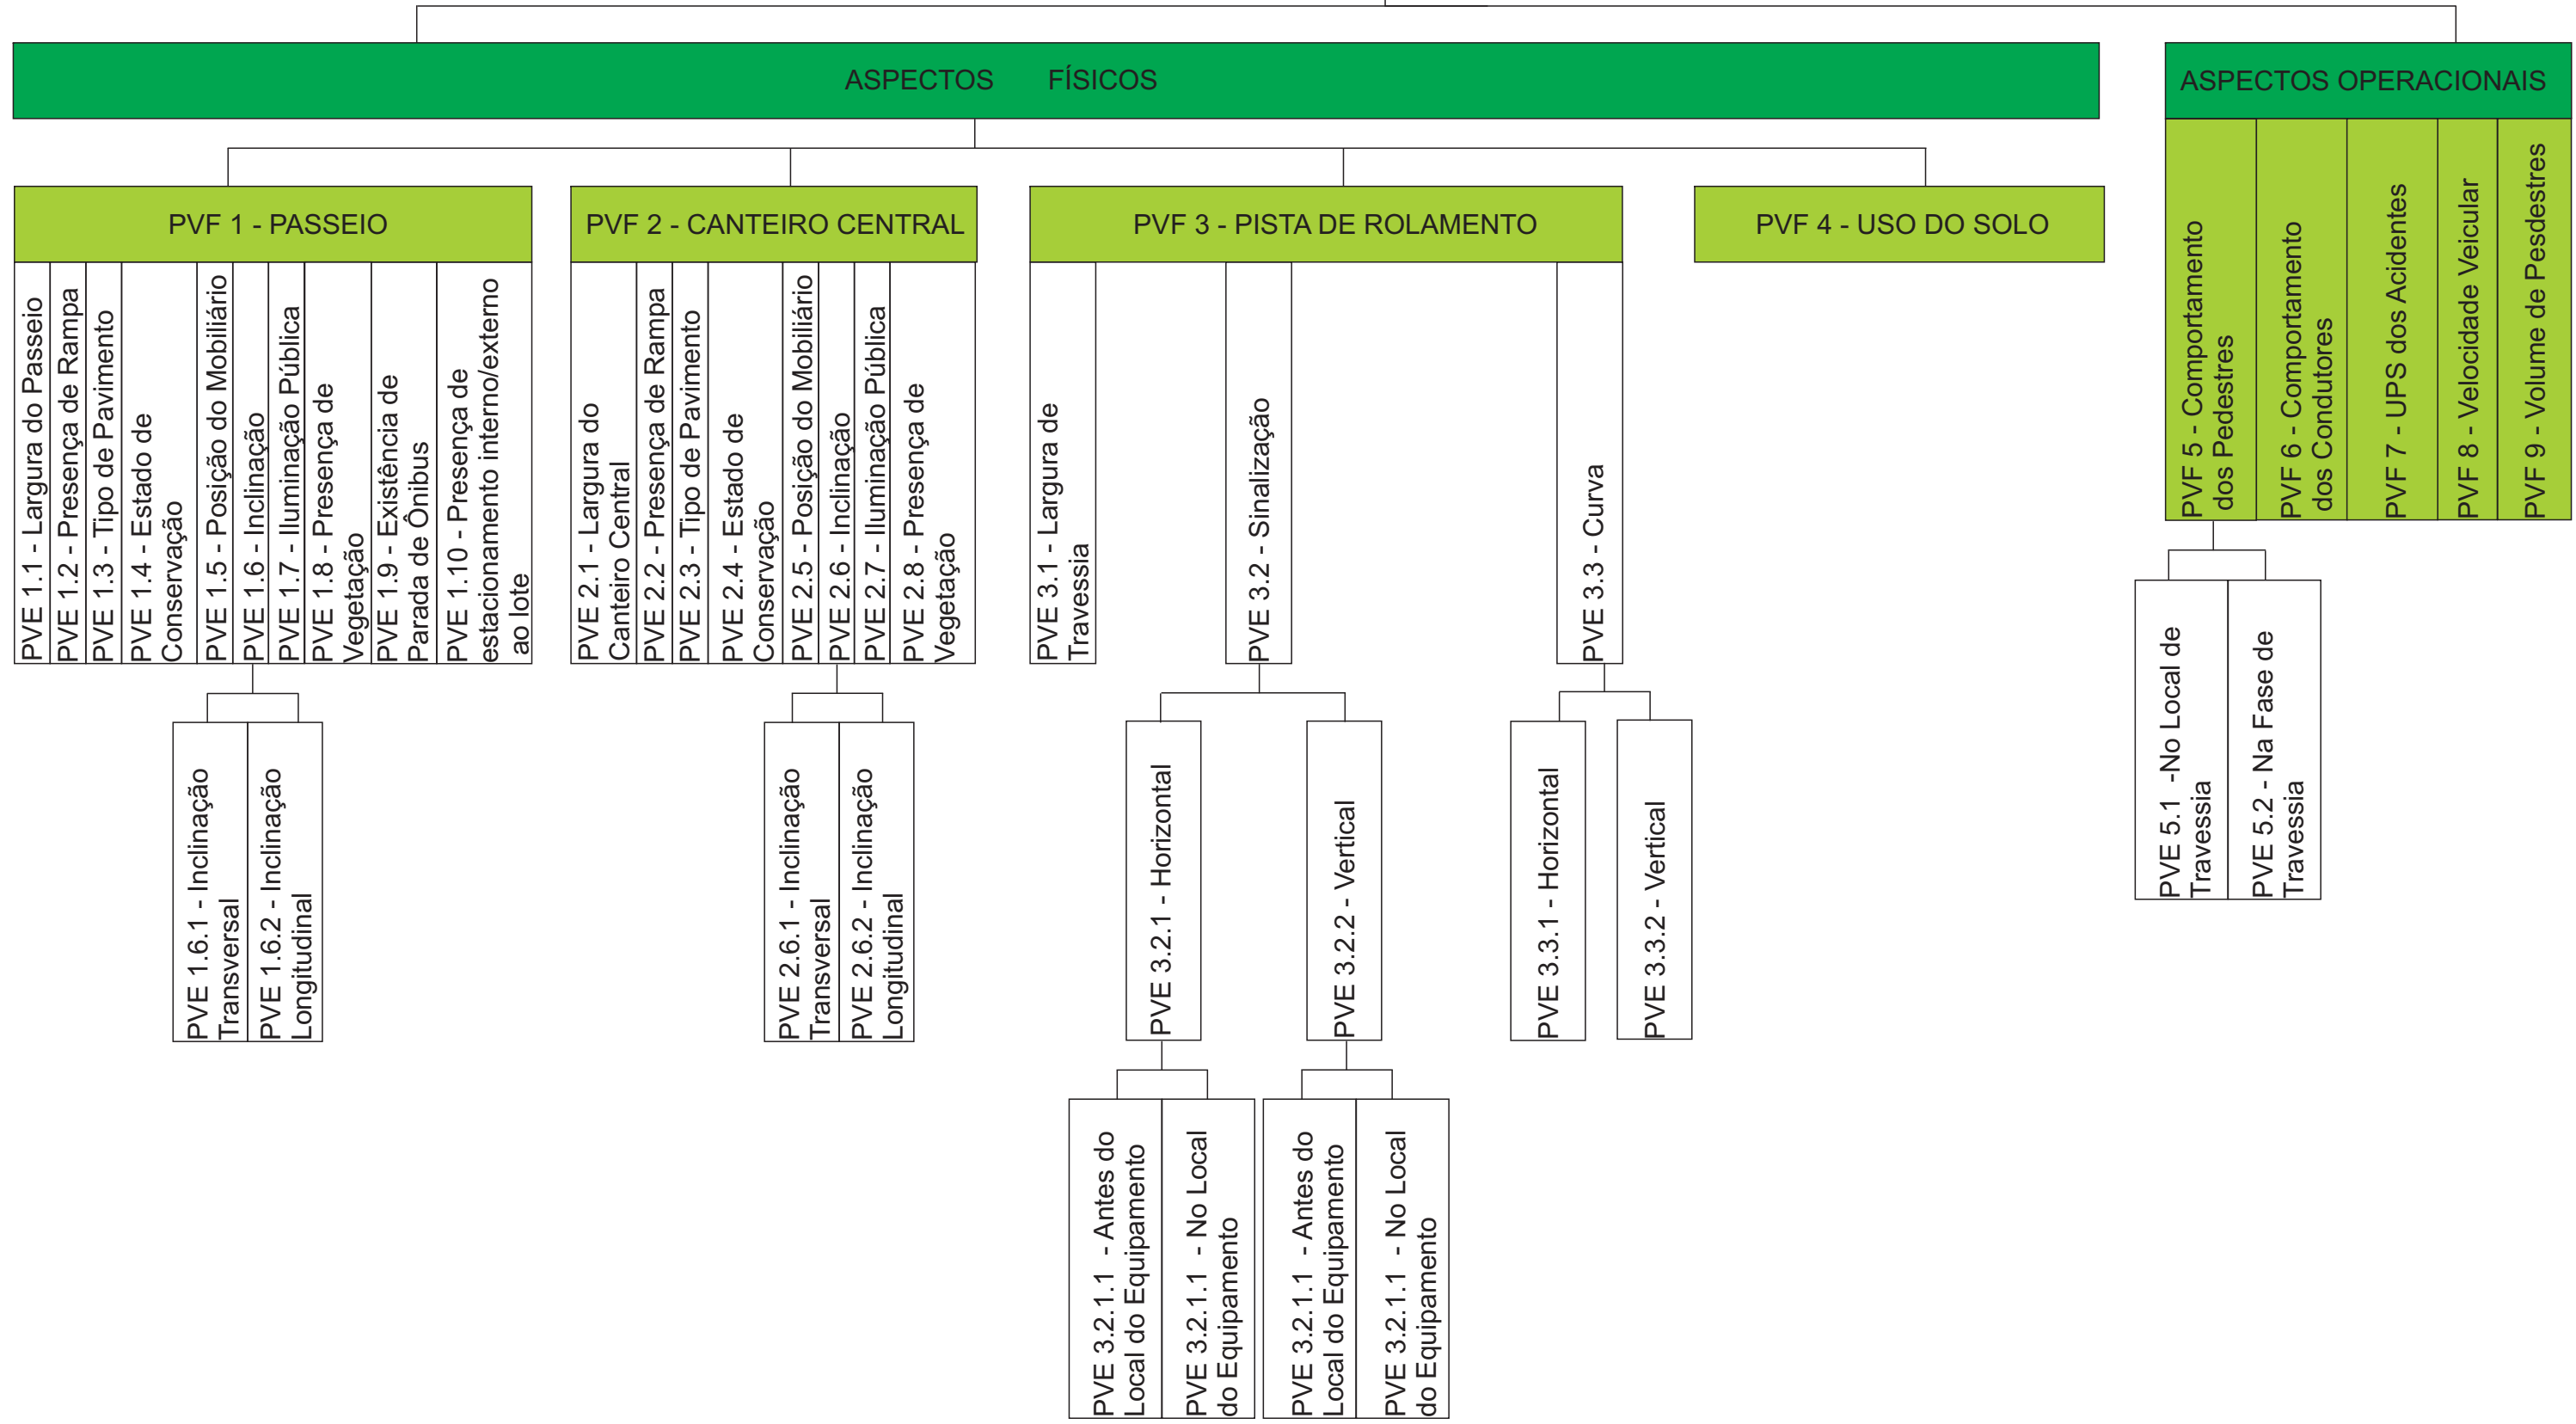 ASPECTOS FÍSICOS
ASPECTOS OPERACIONAIS
PVF 1 - PASSEIO
PVF 2 - CANTEIRO CENTRAL
PVF 3 - PISTA DE ROLAMENTO
PVF 4 - USO DO SOLO
PVE 1.1 - Largura do Passeio
PVE 1.2 - Presença de Rampa
PVE 1.3 - Tipo de Pavimento
PVE 1.4 - Estado de
Conservação
PVE 1.5 - Posição do Mobiliário
PVE 1.6 - Inclinação
PVE 1.7 - Iluminação Pública
PVE 1.8 - Presença de
Vegetação
PVE 1.9 - Existência de
Parada de Ônibus
PVE 1.10 - Presença de
estacionamento interno/externo
ao lote
PVE 2.1 - Largura do
Canteiro Central
PVE 2.2 - Presença de Rampa
PVE 2.3 - Tipo de Pavimento
PVE 2.4 - Estado de
Conservação
PVE 2.5 - Posição do Mobiliário
PVE 2.6 - Inclinação
PVE 2.7 - Iluminação Pública
PVE 2.8 - Presença de
Vegetação
PVE 3.1 - Largura de
Travessia
PVE 3.2 - Sinalização
PVE 3.3 - Curva
PVF 5 - Comportamento
dos Pedestres
PVF 6 - Comportamento
dos Condutores
PVF 7 - UPS dos Acidentes
PVF 8 - Velocidade Veicular
PVF 9 - Volume de Pesdestres
PVE 1.6.1 - Inclinação
Transversal
PVE 1.6.2 - Inclinação
Longitudinal
PVE 2.6.1 - Inclinação
Transversal
PVE 2.6.2 - Inclinação
Longitudinal
PVE 3.2.1 - Horizontal
PVE 3.2.2 - Vertical
PVE 3.3.1 - Horizontal
PVE 3.3.2 - Vertical
PVE 5.1 -No Local de
Travessia
PVE 5.2 - Na Fase de
Travessia
PVE 3.2.1.1 - Antes do
Local do Equipamento
PVE 3.2.1.1 - No Local
do Equipamento
PVE 3.2.1.1 - Antes do
Local do Equipamento
PVE 3.2.1.1 - No Local
do Equipamento